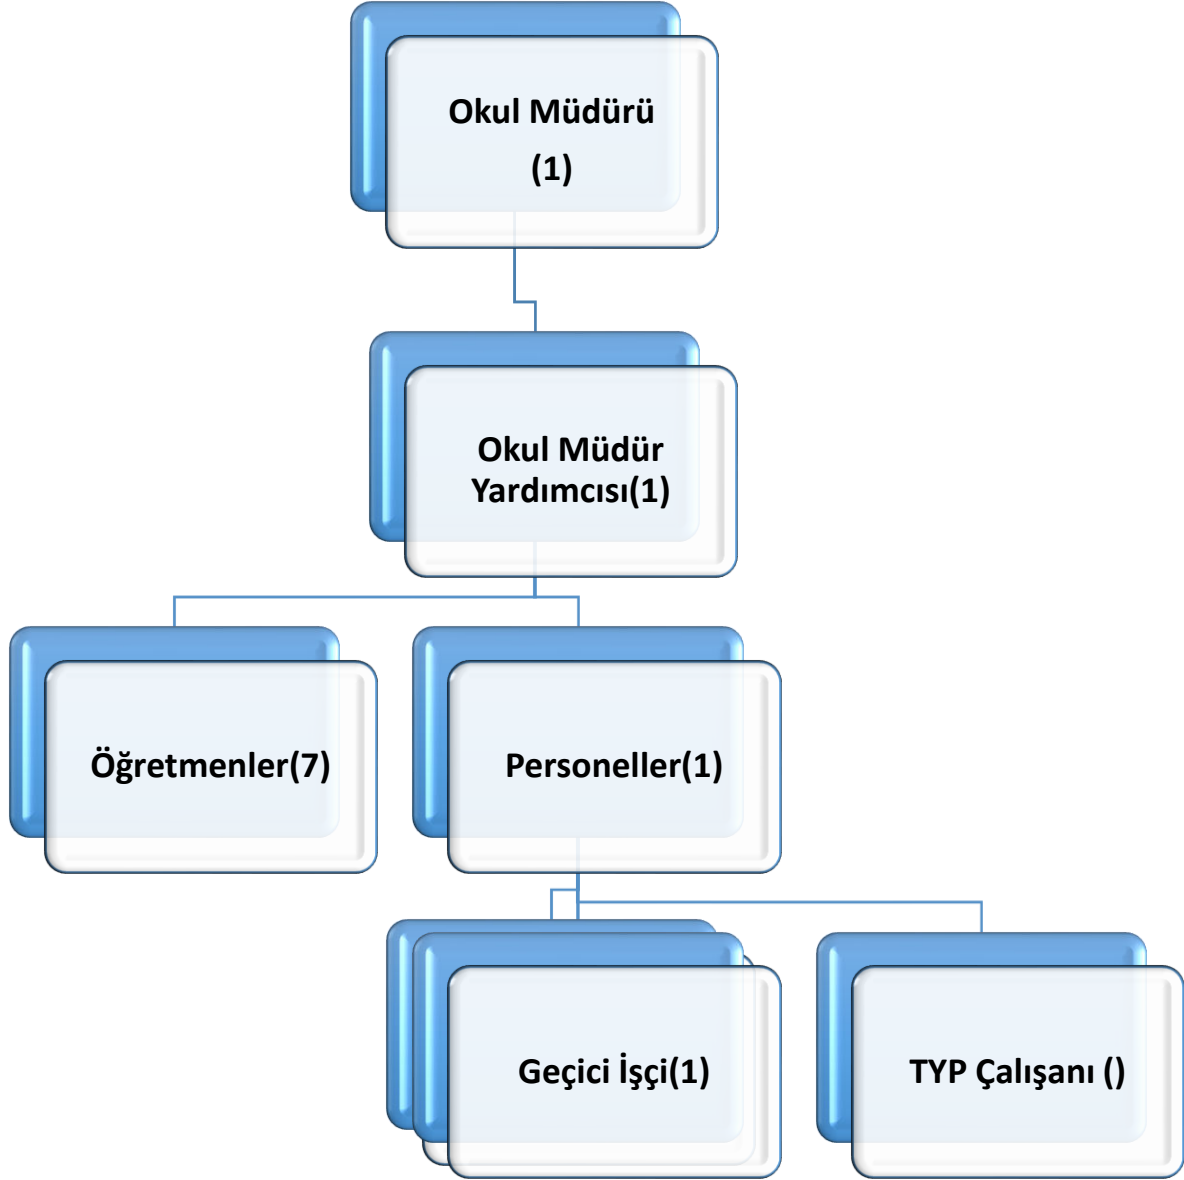 Okul Müdürü
(1)
Okul Müdür
Yardımcısı(1)
Öğretmenler(7)
Personeller(1)
Geçici İşçi(1)
TYP Çalışanı ()